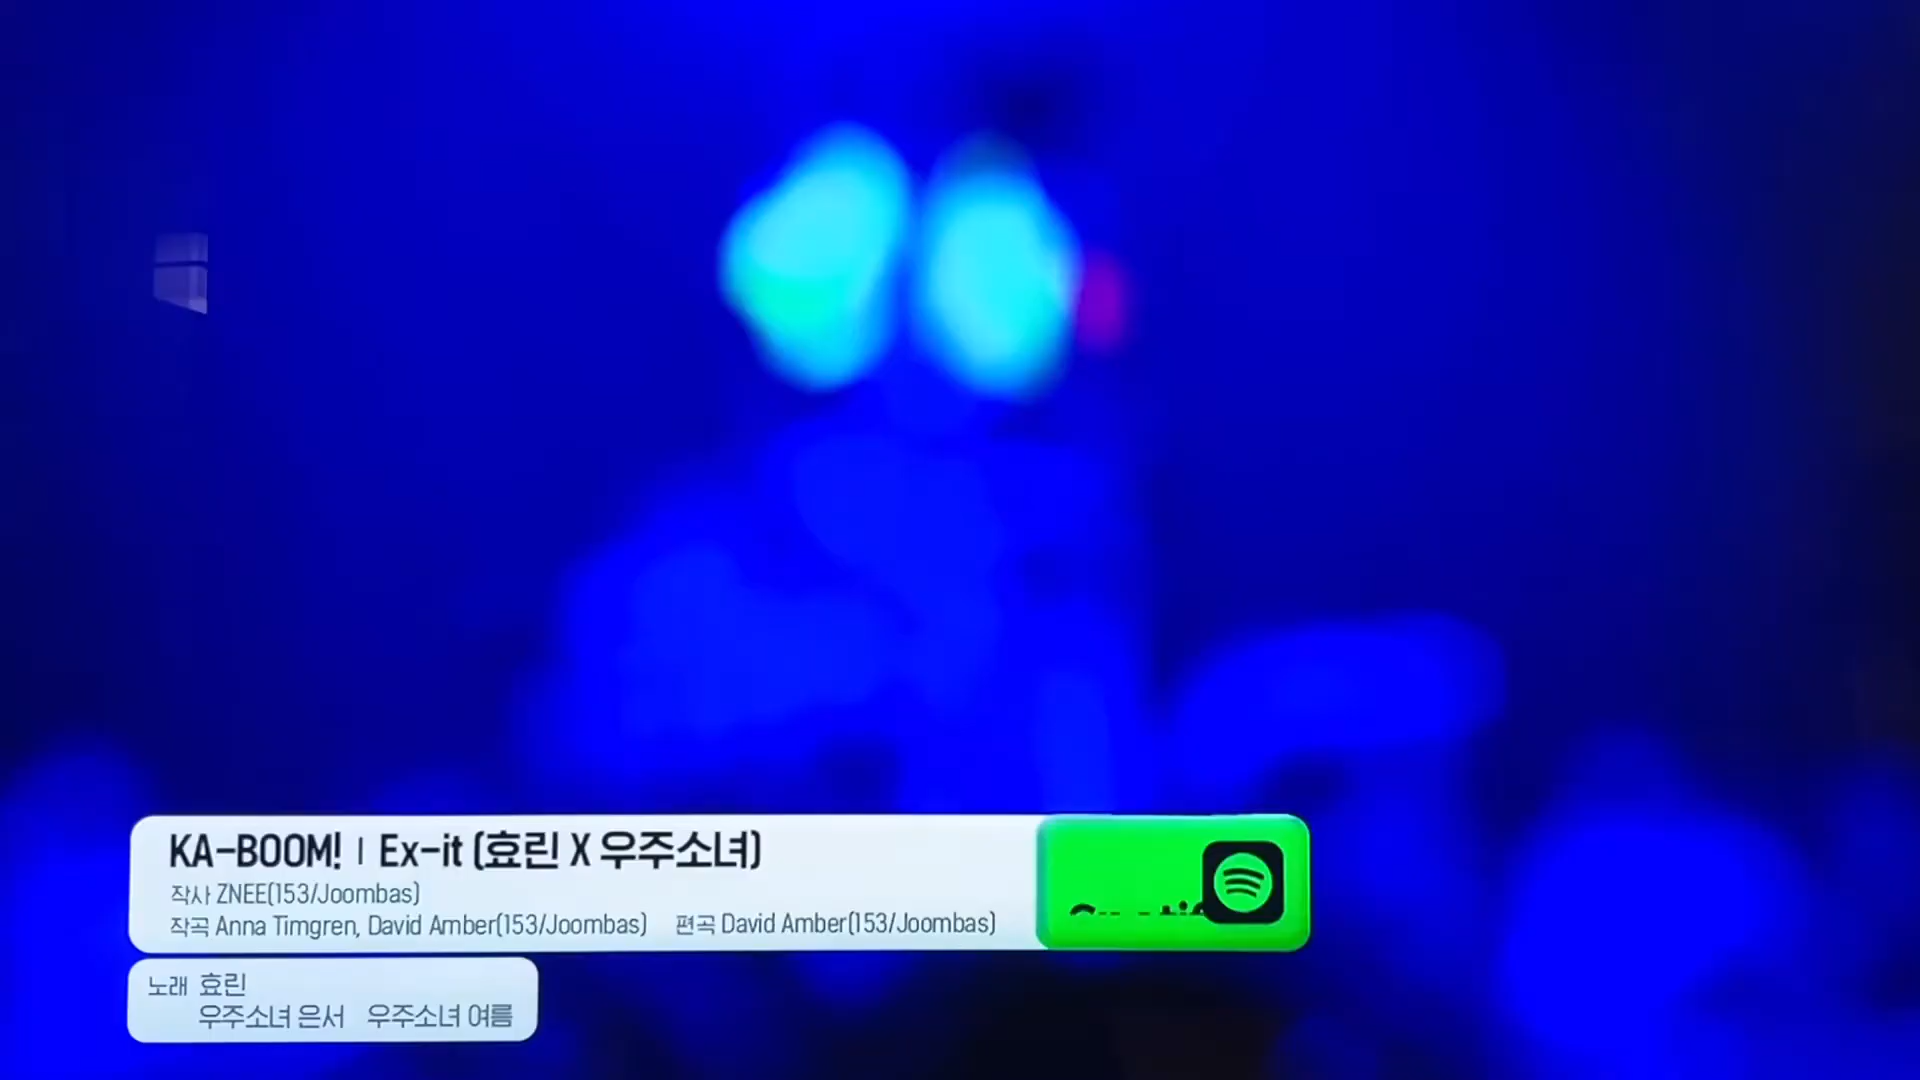 KA-BOOM! | Ex-it (효린 X 우주소녀)
작사 ZNEE(153/Joombas)
작곡 Anna Timgren, David Amber(153/Joombas) 편곡 David Amber(153/Joombas)
노래 효린
우주소녀 은서 우주소녀 여름